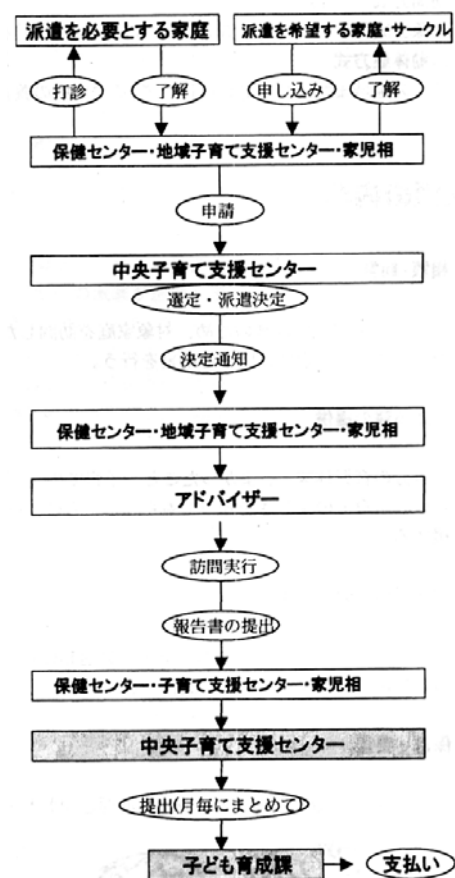 派遣を必要とする家庭
派遣を希望する家庭・サークル
打診
了解
申し込み
了解
保健センター・地域子育て支援センター・家児相
申請
中央子育て支援センター
選定・派遣決定
決定通知
保健センター・地域子育て支援センター・家児相
アドバイザー
訪問実行
報告書の提出
保健センター・子育て支援センター・家児相
中央子育て支援センター
提出(月毎にまとめて)
子ども育成課
支払い